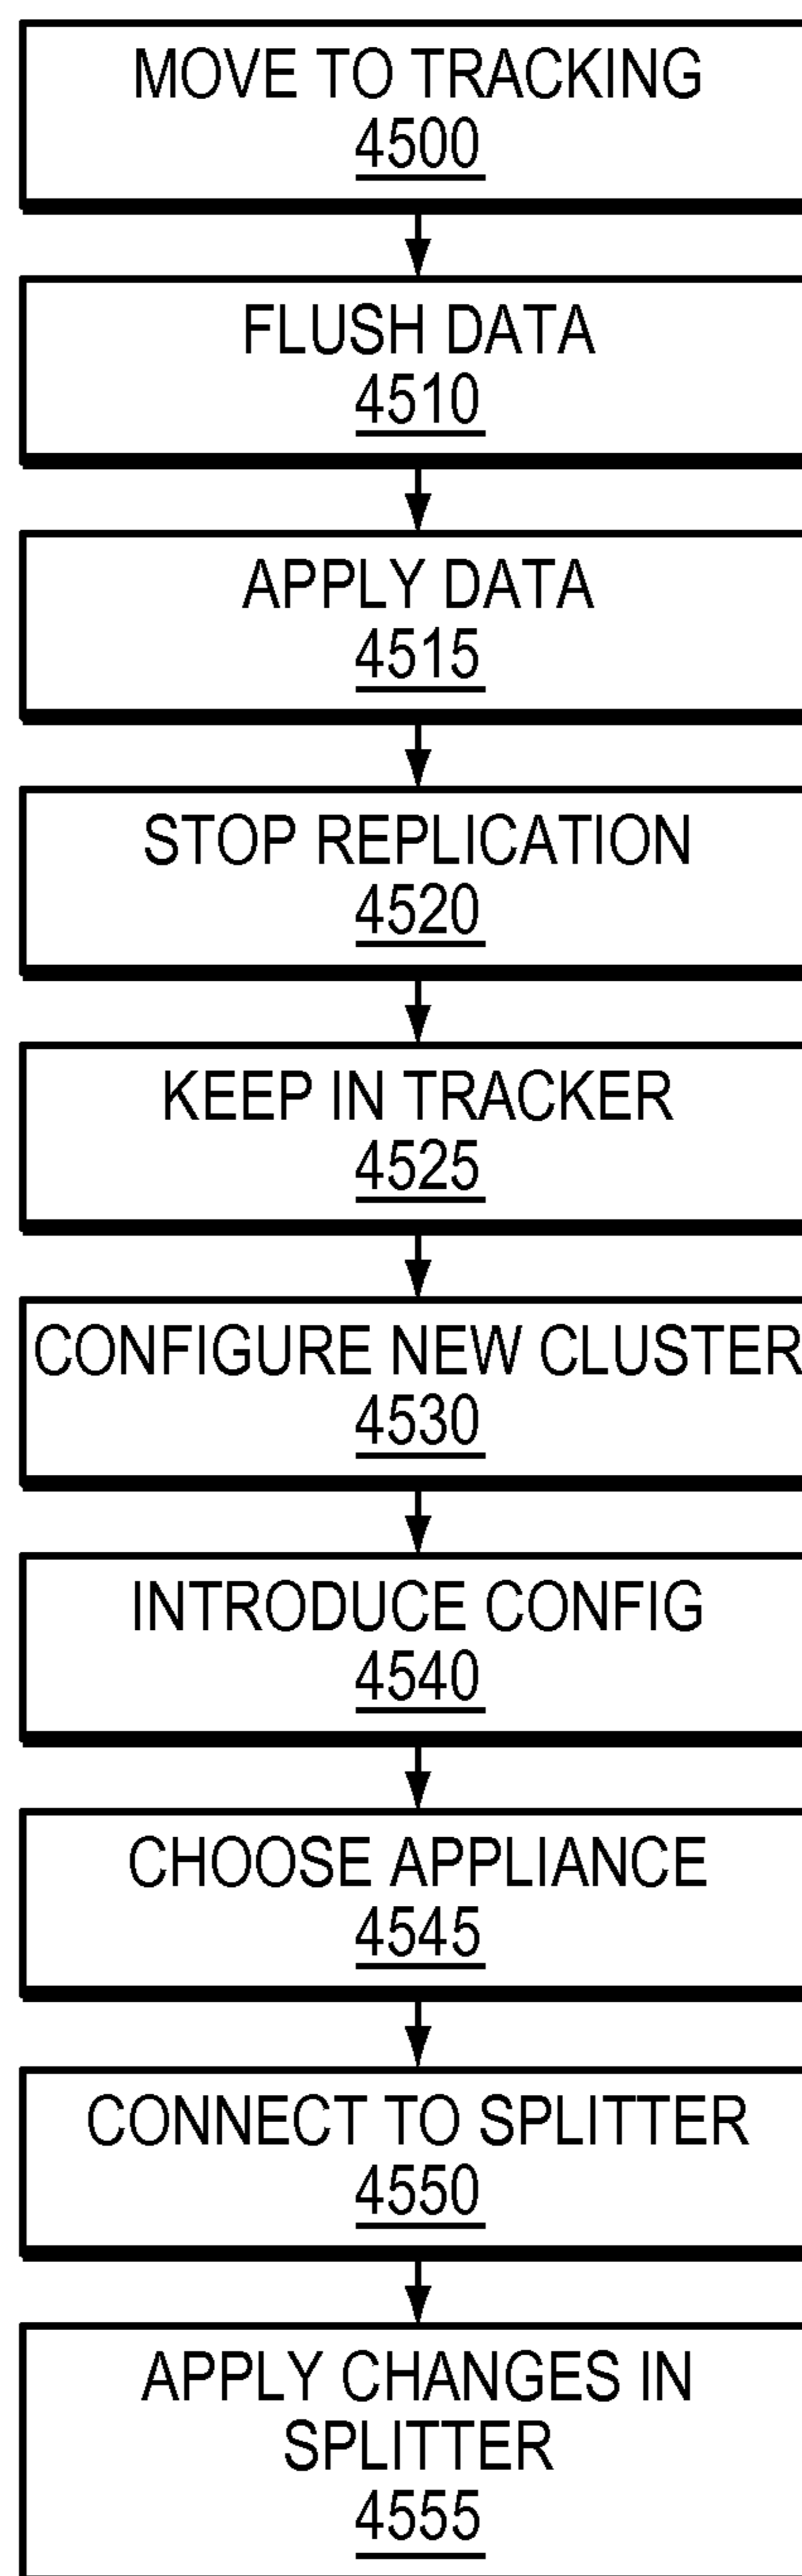 MOVE TO TRACKING
4500
FLUSH DATA
4510
APPLY DATA
4515
STOP REPLICATION
4520
KEEP IN TRACKER
4525
CONFIGURE NEW CLUSTER
4530
INTRODUCE CONFIG
4540
CHOOSE APPLIANCE
4545
CONNECT TO SPLITTER
4550
APPLY CHANGES IN
SPLITTER
4555